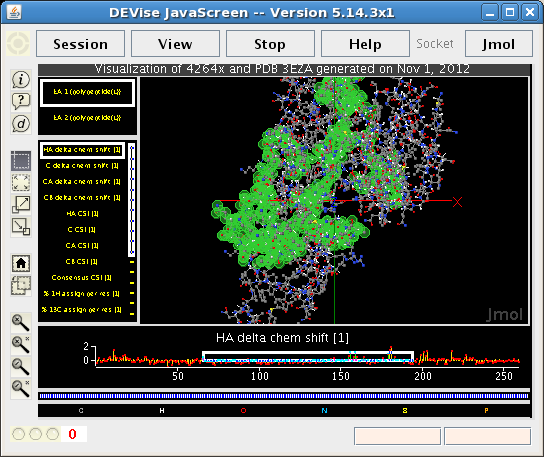 DEVise JavaScreen -- Version 5.14.3x1
Session View Stop Help Socket Jmol
Visualization of 4264x and PDB 3EZA generated on Nov 1, 2012
EA 1 (polypeptide(L))
EA 2 (polypeptide(L))
HA delta chem shift [1]
C delta chem shift [1]
CA delta chem shift [1]
CB delta chem shift [1]
HA CSI [1]
C CSI [1]
CA CSI [1]
CB CSI [1]
Consensus CSI [1]
% 1H assign per res [1]
% 13C assign per res [1]
Jmol
HA delta chem shift [1]
2
0
50 100 150 200 250
C H O N S P
0